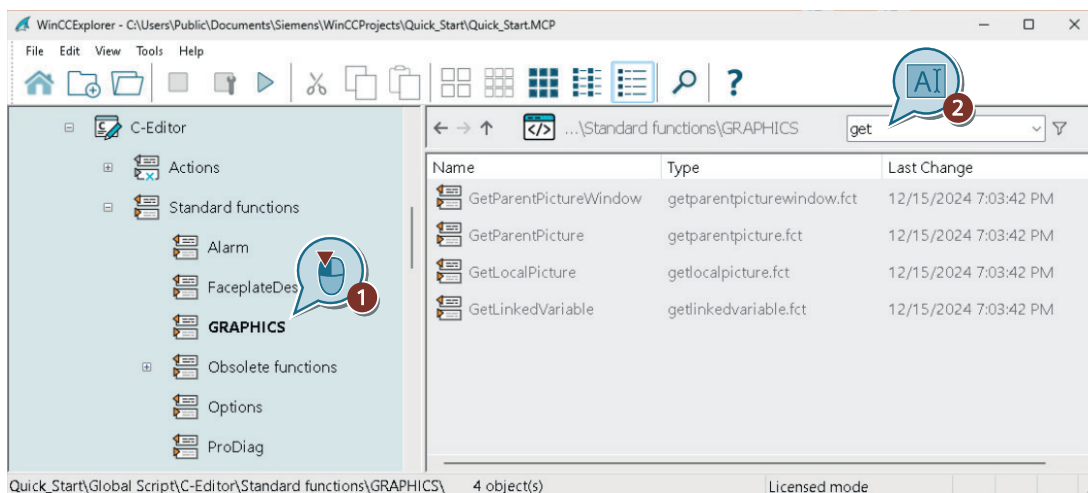 WinCCExplorer - C:\Users\Public\Documents\Siemens\WinCCProjects\Quick_Start\Quick_Start.MCP
File Edit View Tools Help
?
AI
2
C-Editor
...\Standard functions\GRAPHICS
get
Actions
Name Type Last Change
Standard functions
GetParentPictureWindow getparentpicturewindow.fct 12/15/2024 7:03:42 PM
Alarm
GetParentPicture getparentpicture.fct 12/15/2024 7:03:42 PM
FaceplateDes
1
GetLocalPicture getlocalpicture.fct 12/15/2024 7:03:42 PM
GRAPHICS
GetLinkedVariable getlinkedvariable.fct 12/15/2024 7:03:42 PM
Obsolete functions
Options
ProDiag
Quick_Start\Global Script\C-Editor\Standard functions\GRAPHICS\ 4 object(s) Licensed mode